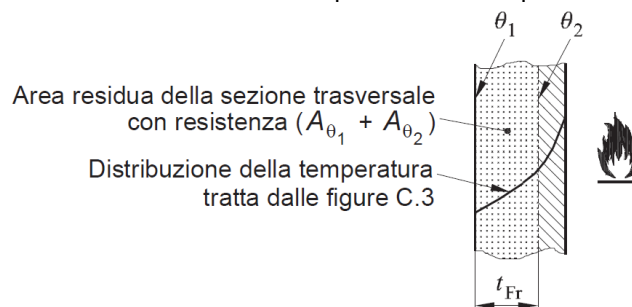 θ1 θ2
Area residua della sezione trasversale
con resistenza (Aθ1 + Aθ2)
Distribuzione della temperatura
tratta dalle figure C.3
tFr